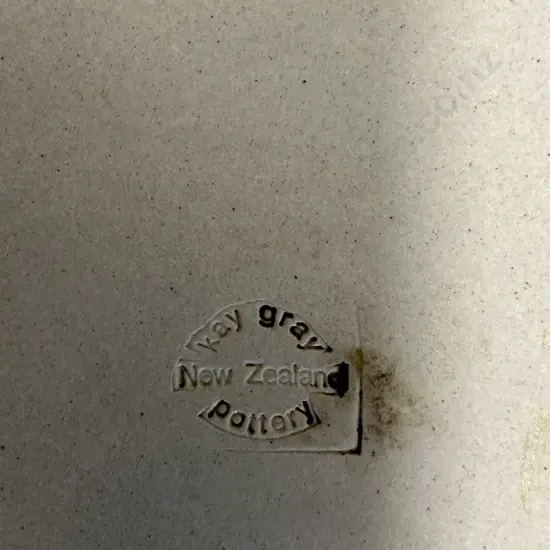 kay gray
New Zealand
pottery